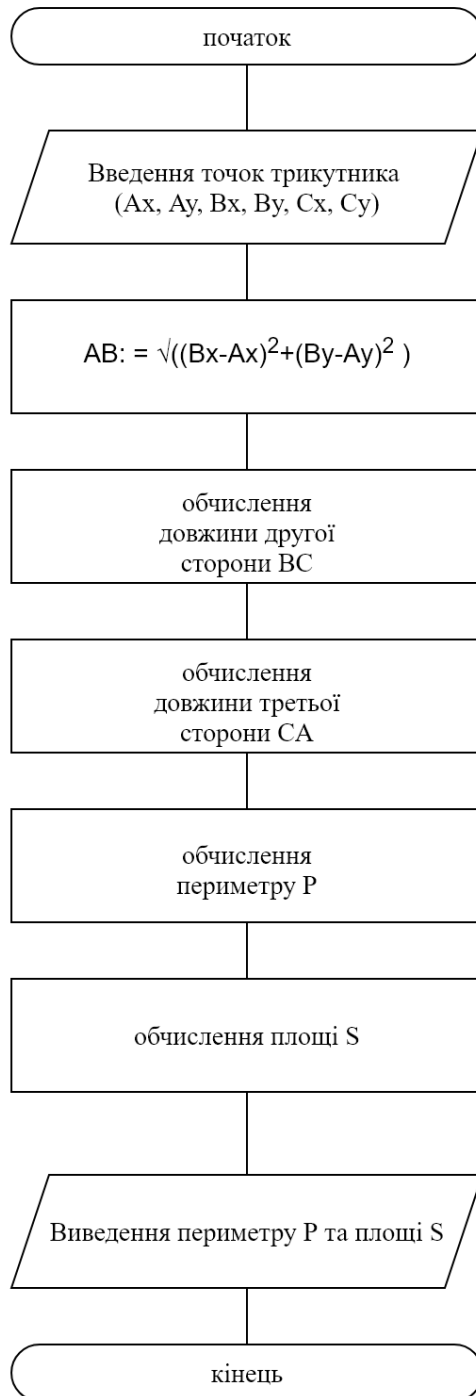 початок
Введення точок трикутника
(Ax, Ay, Bx, By, Cx, Cy)
AB: = √((Bx-Ax)²+(By-Ay)² )
обчислення
довжини другої
сторони BC
обчислення
довжини третьої
сторони CA
обчислення
периметру P
обчислення площі S
Виведення периметру P та площі S
кінець